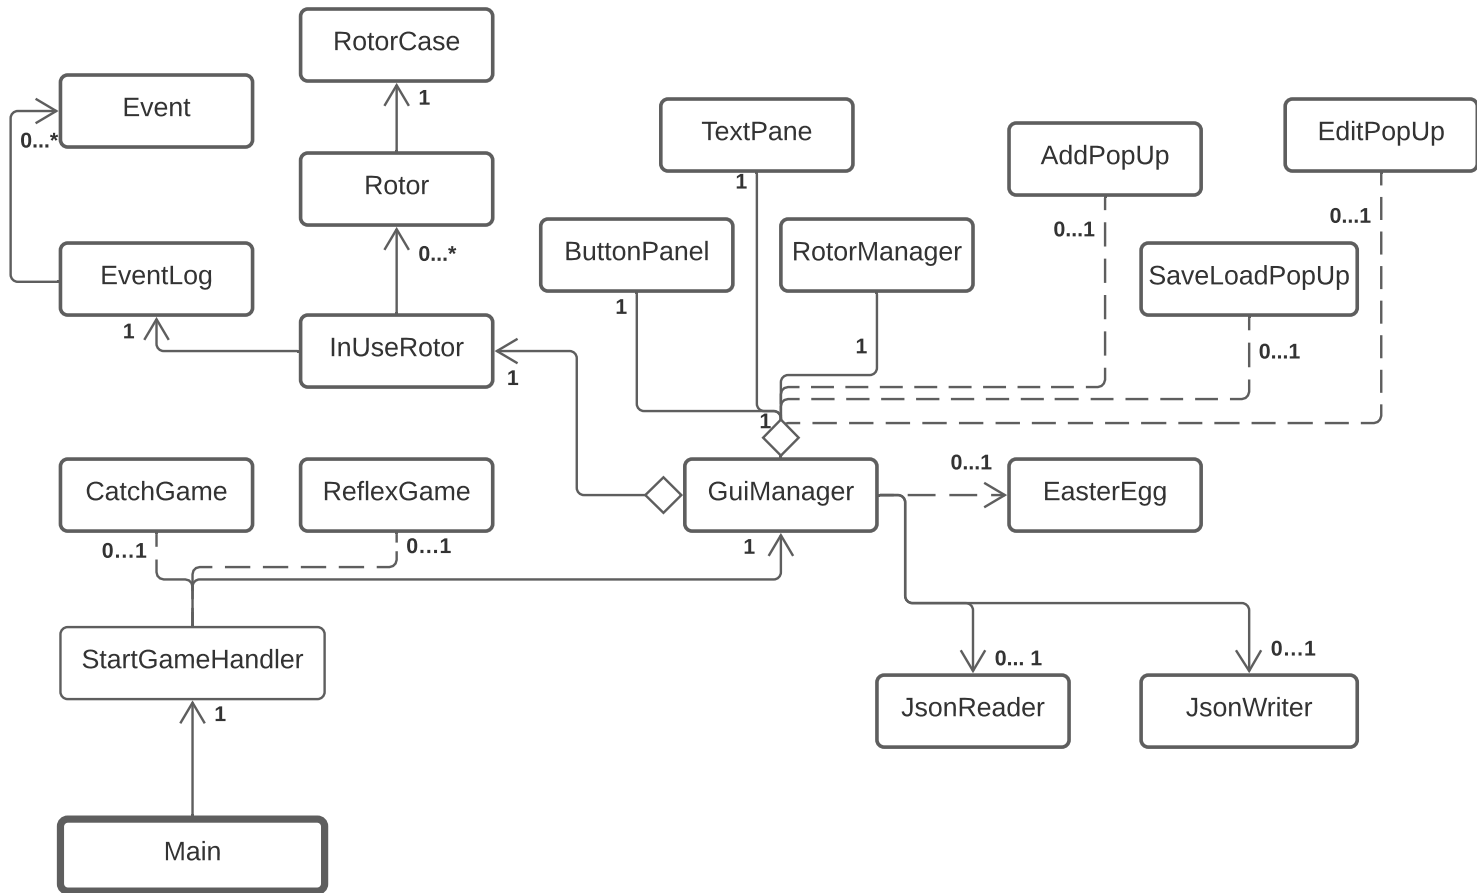 RotorCase
1
Event
0...*
TextPane
1
AddPopUp
0...1
EditPopUp
0...1
Rotor
0...*
ButtonPanel
1
RotorManager
1
SaveLoadPopUp
0...1
EventLog
1
InUseRotor
1
1
CatchGame
0...1
ReflexGame
0...1
GuiManager
1
0...1
EasterEgg
StartGameHandler
1
0... 1
JsonReader
0...1
JsonWriter
Main